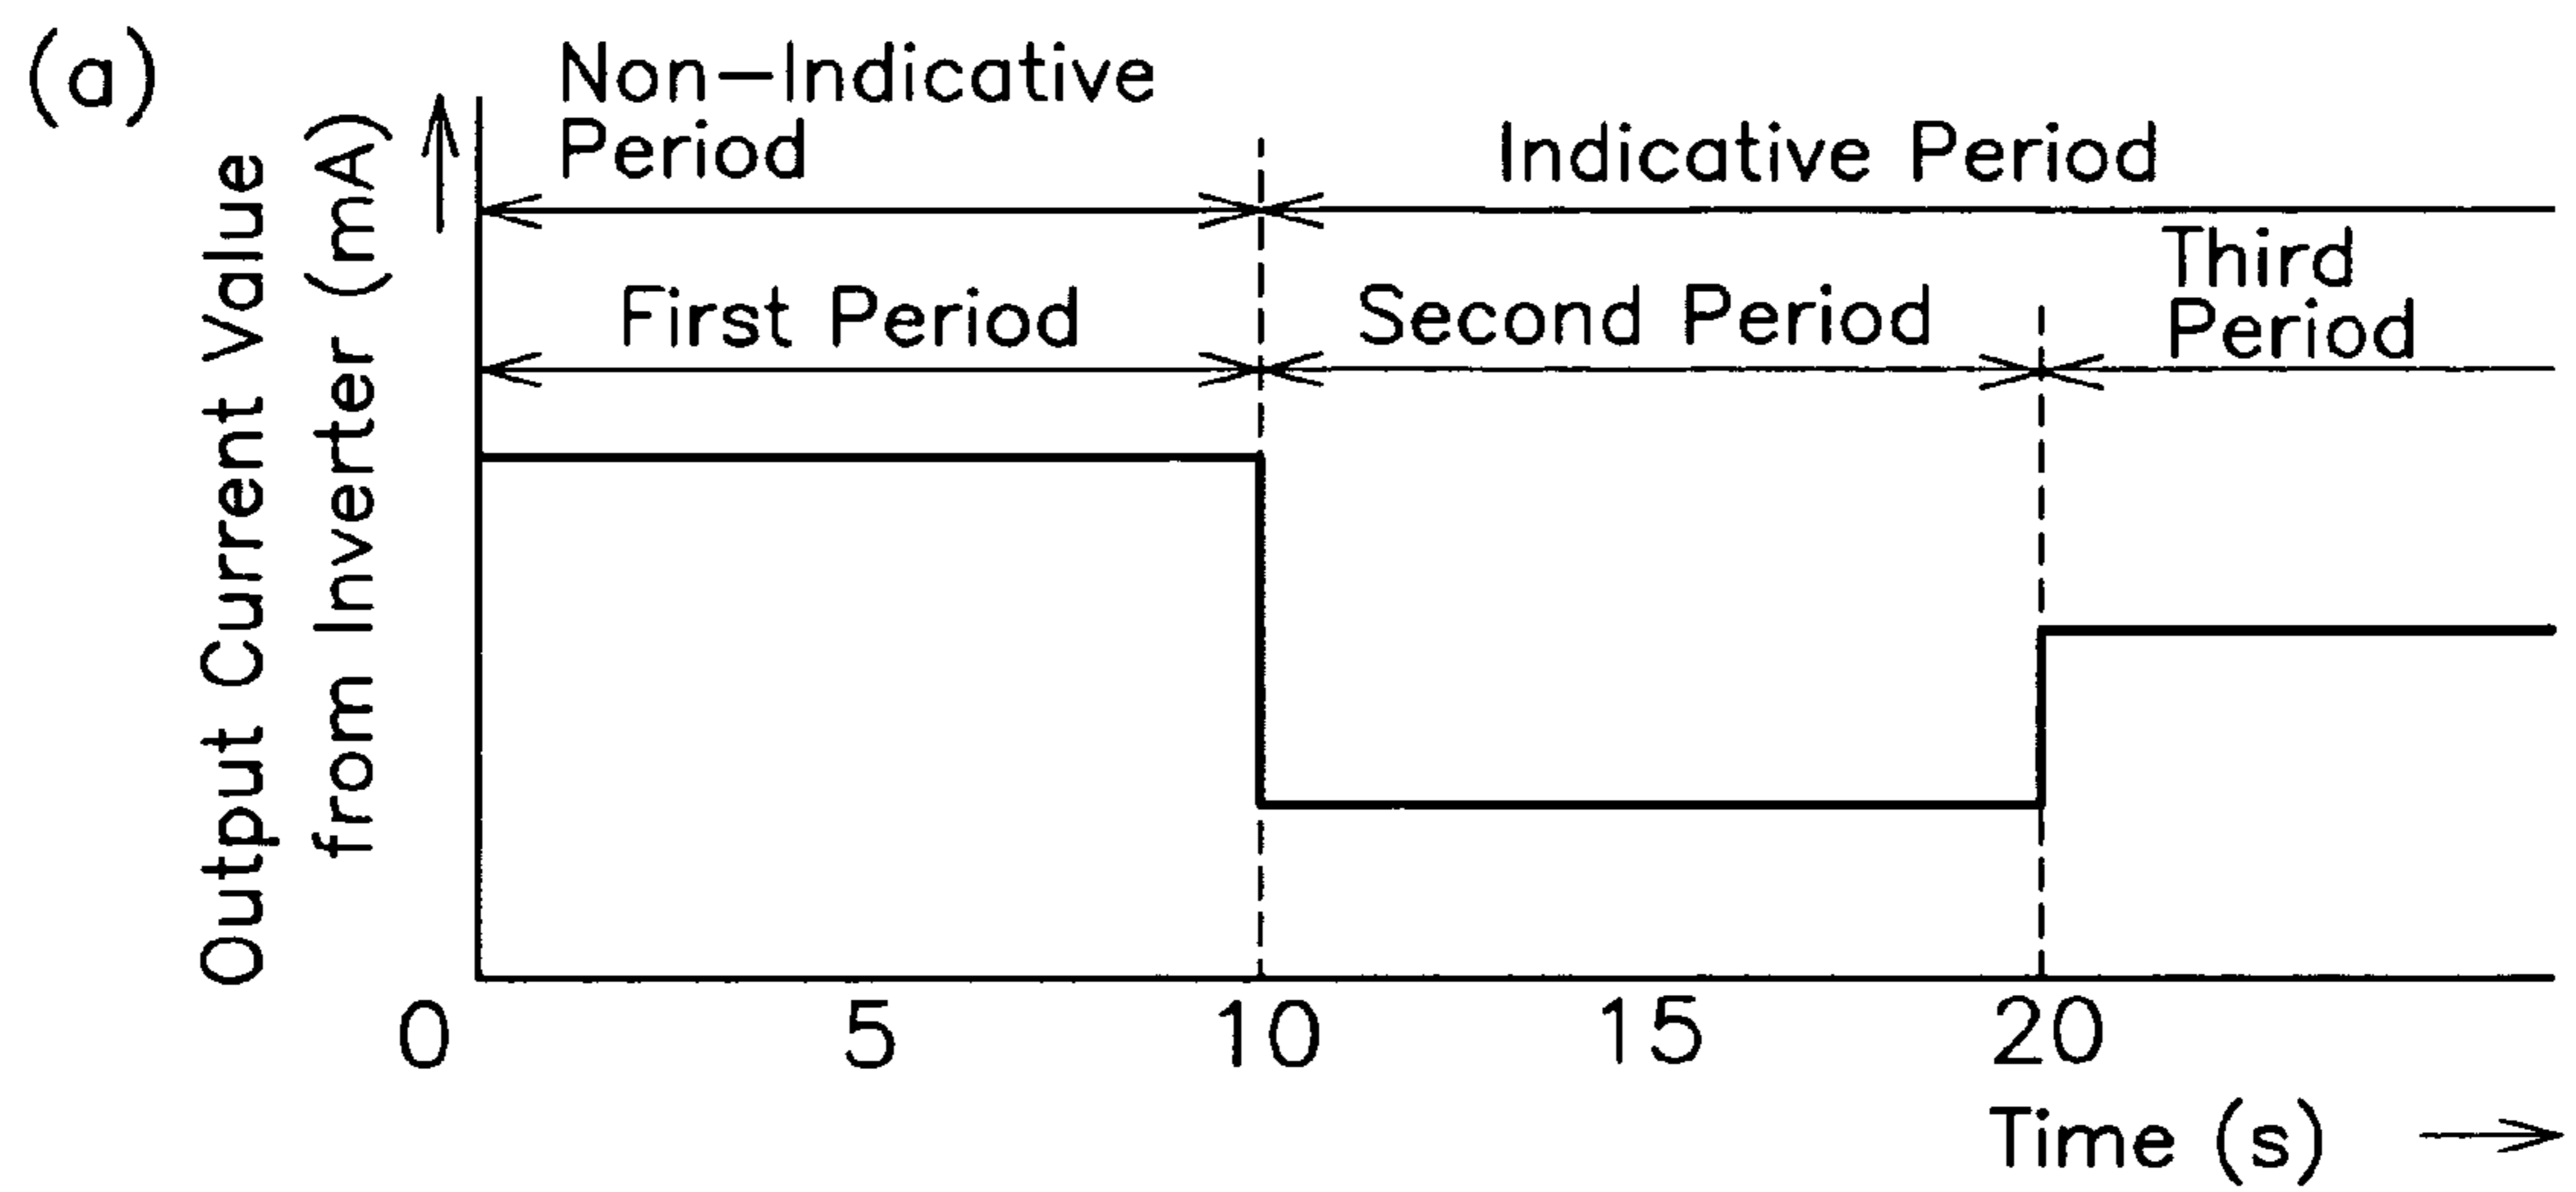 (a)
Non-Indicative
Period
Indicative Period
First Period
Second Period
Third
Period
Output Current Value
from Inverter (mA)
0
5
10
15
20
Time (s)